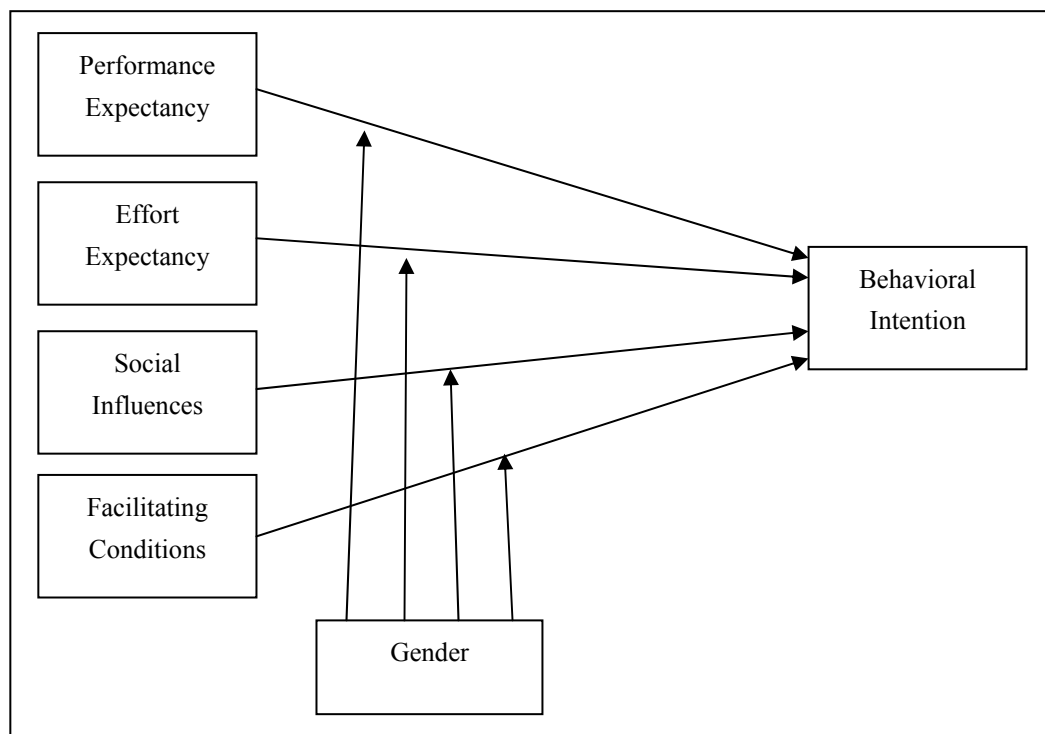 Performance
Expectancy
Effort
Expectancy
Social
Influences
Facilitating
Conditions
Behavioral
Intention
Gender